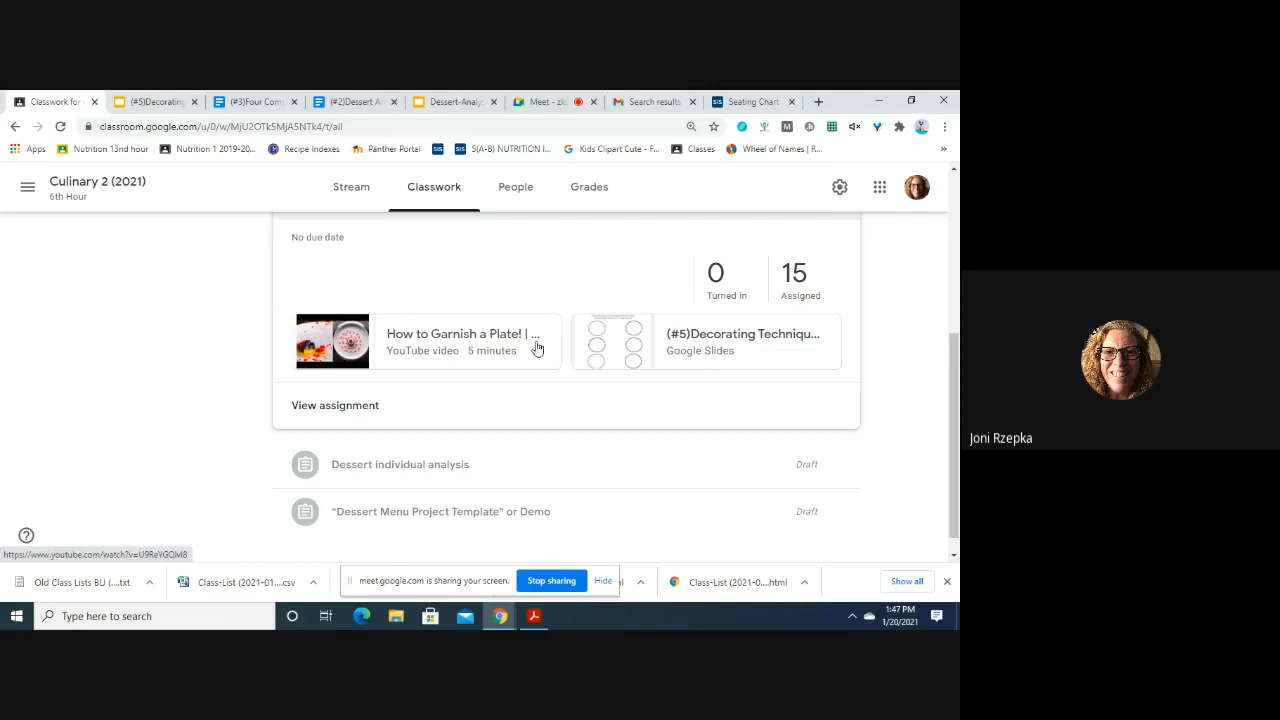 Classwork for
(#5)Decorating
(#3)Four Comp
(#2)Dessert An
Dessert-Analys
Meet - zk
Search results
SIS Seating Chart
classroom.google.com/u/0/w/MjU2OTk5MjA5NTk4/t/all
Apps
Nutrition 13nd hour
Nutrition 1 2019-20...
Recipe Indexes
Panther Portal
SIS
SIS 5(A-B) NUTRITION I...
Kids Clipart Cute - F...
Classes
Wheel of Names | R...
Culinary 2 (2021)
6th Hour
Stream
Classwork
People
Grades
No due date
0
Turned in
15
Assigned
How to Garnish a Plate! | ...
YouTube video 5 minutes
(#5)Decorating Techniqu...
Google Slides
View assignment
Dessert individual analysis
Draft
"Dessert Menu Project Template" or Demo
Draft
Joni Rzepka
https://www.youtube.com/watch?v=U9ReYGQlvl8
Old Class Lists BU (....txt
Class-List (2021-01....csv
meet.google.com is sharing your screen.
Stop sharing
Hide
Class-List (2021-0....html
Show all
Type here to search
1:47 PM
1/20/2021